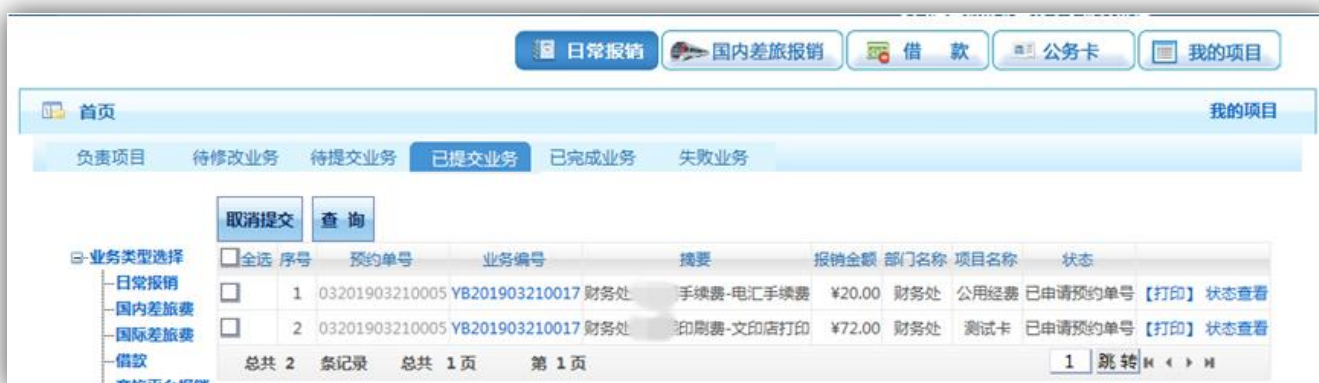 日常报销 国内差旅报销 借 款 公务卡 我的项目
首页 我的项目
负责项目 待修改业务 待提交业务 已提交业务 已完成业务 失败业务
取消提交 查 询
业务类型选择
日常报销
国内差旅费
国际差旅费
借款
全选 序号 预约单号 业务编号 摘要 报销金额 部门名称 项目名称 状态
1 03201903210005 YB201903210017 财务处 手续费-电汇手续费 ¥20.00 财务处 公用经费 已申请预约单号 【打印】 状态查看
2 03201903210005 YB201903210017 财务处 印刷费-文印店打印 ¥72.00 财务处 测试卡 已申请预约单号 【打印】 状态查看
总共 2 条记录 总共 1 页 第 1 页 1 跳 转